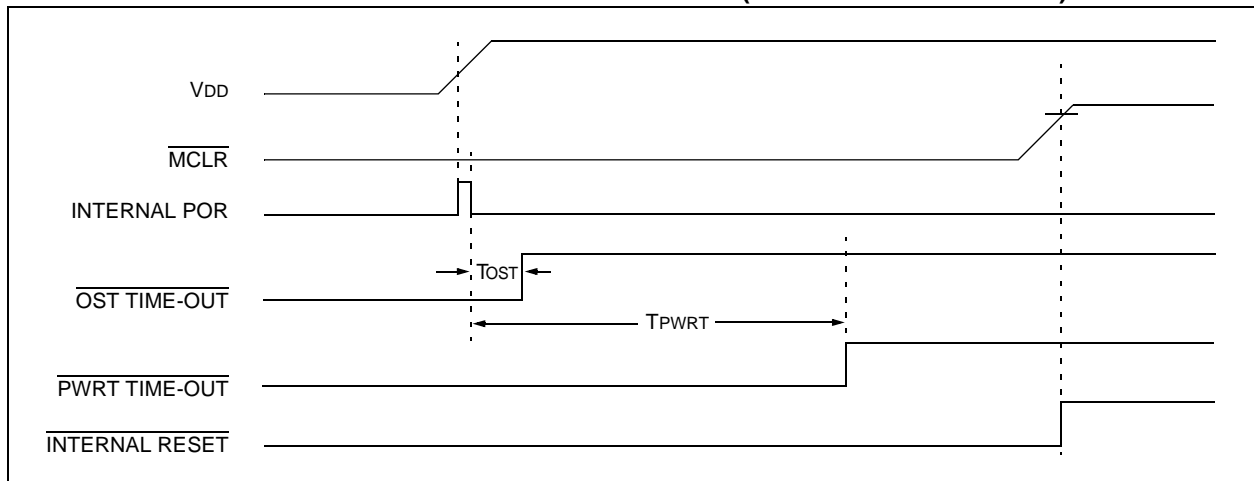 VDD
MCLR
INTERNAL POR
TOST
OST TIME-OUT
TPWRT
PWRT TIME-OUT
INTERNAL RESET